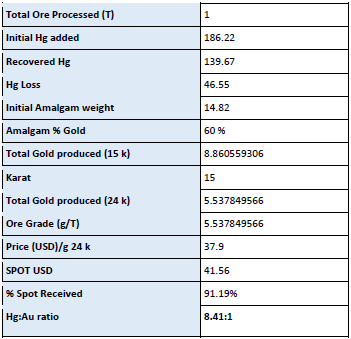 Total Ore Processed (T) 1
Initial Hg added 186.22
Recovered Hg 139.67
Hg Loss 46.55
Initial Amalgam weight 14.82
Amalgam % Gold 60 %
Total Gold produced (15 k) 8.860559306
Karat 15
Total Gold produced (24 k) 5.537849566
Ore Grade (g/T) 5.537849566
Price (USD)/g 24 k 37.9
SPOT USD 41.56
% Spot Received 91.19%
Hg:Au ratio 8.41:1